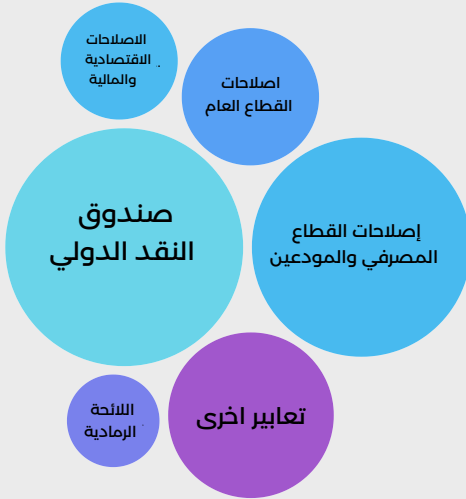 الاصلاحات
الاقتصادية
والمالية
اصلاحات
القطاع العام
صندوق
النقد الدولي
إصلاحات القطاع
المصرفي والمودعين
تعابير اخرى
اللائحة
الرمادية